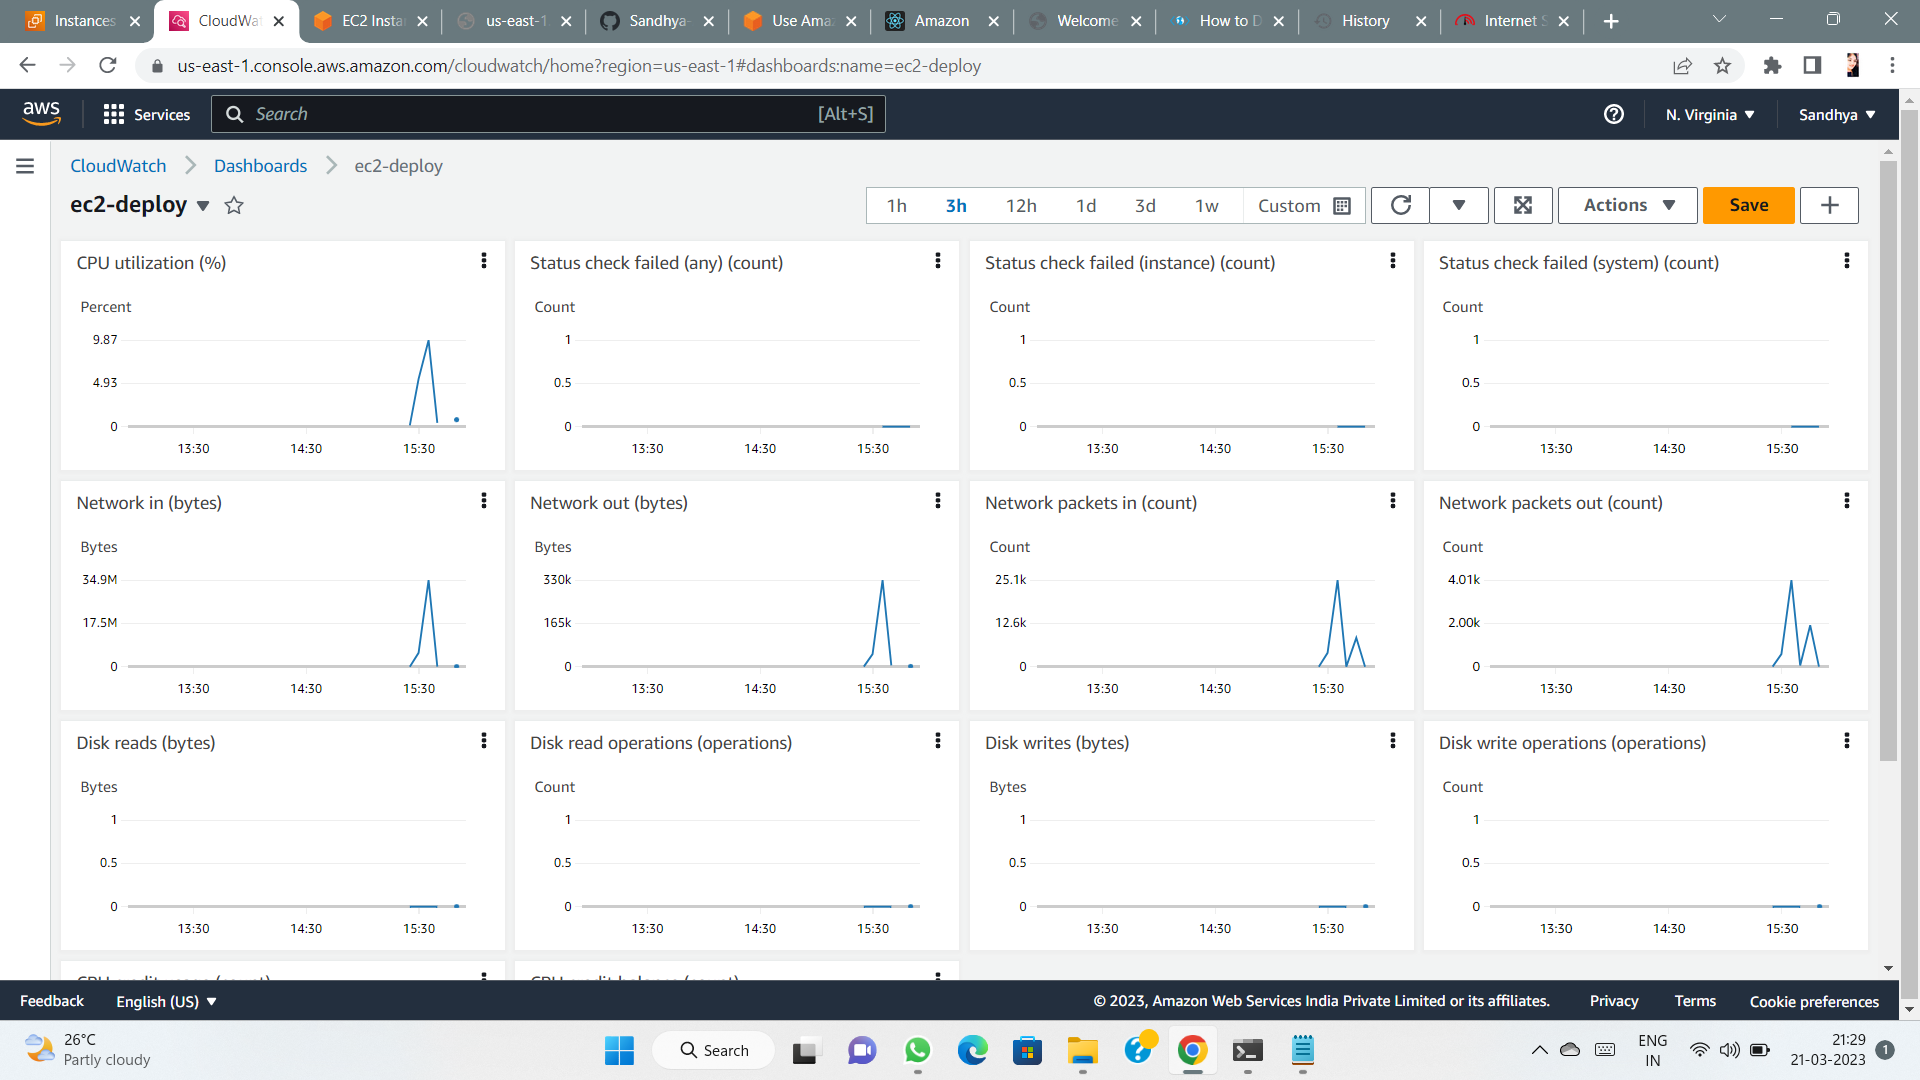 Instances
CloudWat
EC2 Insta
us-east-1
Sandhya-
Use Amaz
Amazon
Welcome
How to D
History
Internet S
us-east-1.console.aws.amazon.com/cloudwatch/home?region=us-east-1#dashboards:name=ec2-deploy
aws
Services
Search
[Alt+S]
N. Virginia
Sandhya
CloudWatch
Dashboards
ec2-deploy
ec2-deploy
1h
3h
12h
1d
3d
1w
Custom
Actions
Save
CPU utilization (%)
Percent
9.87
4.93
0
13:30 14:30 15:30
Status check failed (any) (count)
Count
1
0.5
0
13:30 14:30 15:30
Status check failed (instance) (count)
Count
1
0.5
0
13:30 14:30 15:30
Status check failed (system) (count)
Count
1
0.5
0
13:30 14:30 15:30
Network in (bytes)
Bytes
34.9M
17.5M
0
13:30 14:30 15:30
Network out (bytes)
Bytes
330k
165k
0
13:30 14:30 15:30
Network packets in (count)
Count
25.1k
12.6k
0
13:30 14:30 15:30
Network packets out (count)
Count
4.01k
2.00k
0
13:30 14:30 15:30
Disk reads (bytes)
Bytes
1
0.5
0
13:30 14:30 15:30
Disk read operations (operations)
Count
1
0.5
0
13:30 14:30 15:30
Disk writes (bytes)
Bytes
1
0.5
0
13:30 14:30 15:30
Disk write operations (operations)
Count
1
0.5
0
13:30 14:30 15:30
Feedback
English (US)
© 2023, Amazon Web Services India Private Limited or its affiliates.
Privacy
Terms
Cookie preferences
26°C
Partly cloudy
Search
ENG
IN
21:29
21-03-2023
1